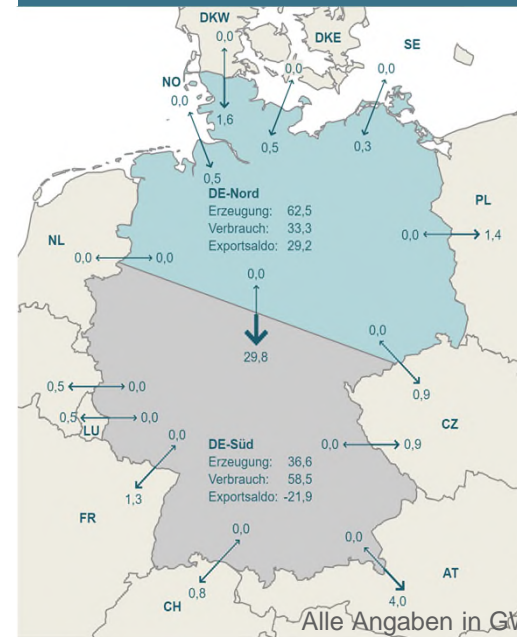 DKW
0,0
DKE
SE
0,0
0,0
NO
0,0
1,6
0,5
0,3
0,5
DE-Nord
Erzeugung: 62,5
Verbrauch: 33,3
Exportsaldo: 29,2
PL
0,0
1,4
NL
0,0
0,0
0,0
29,8
0,0
0,9
0,5
0,0
0,5
0,0
LU
CZ
0,0
DE-Süd
Erzeugung: 36,6
Verbrauch: 58,5
Exportsaldo: -21,9
0,0
0,9
1,3
FR
0,0
0,0
0,8
CH
4,0
AT
Alle Angaben in GW